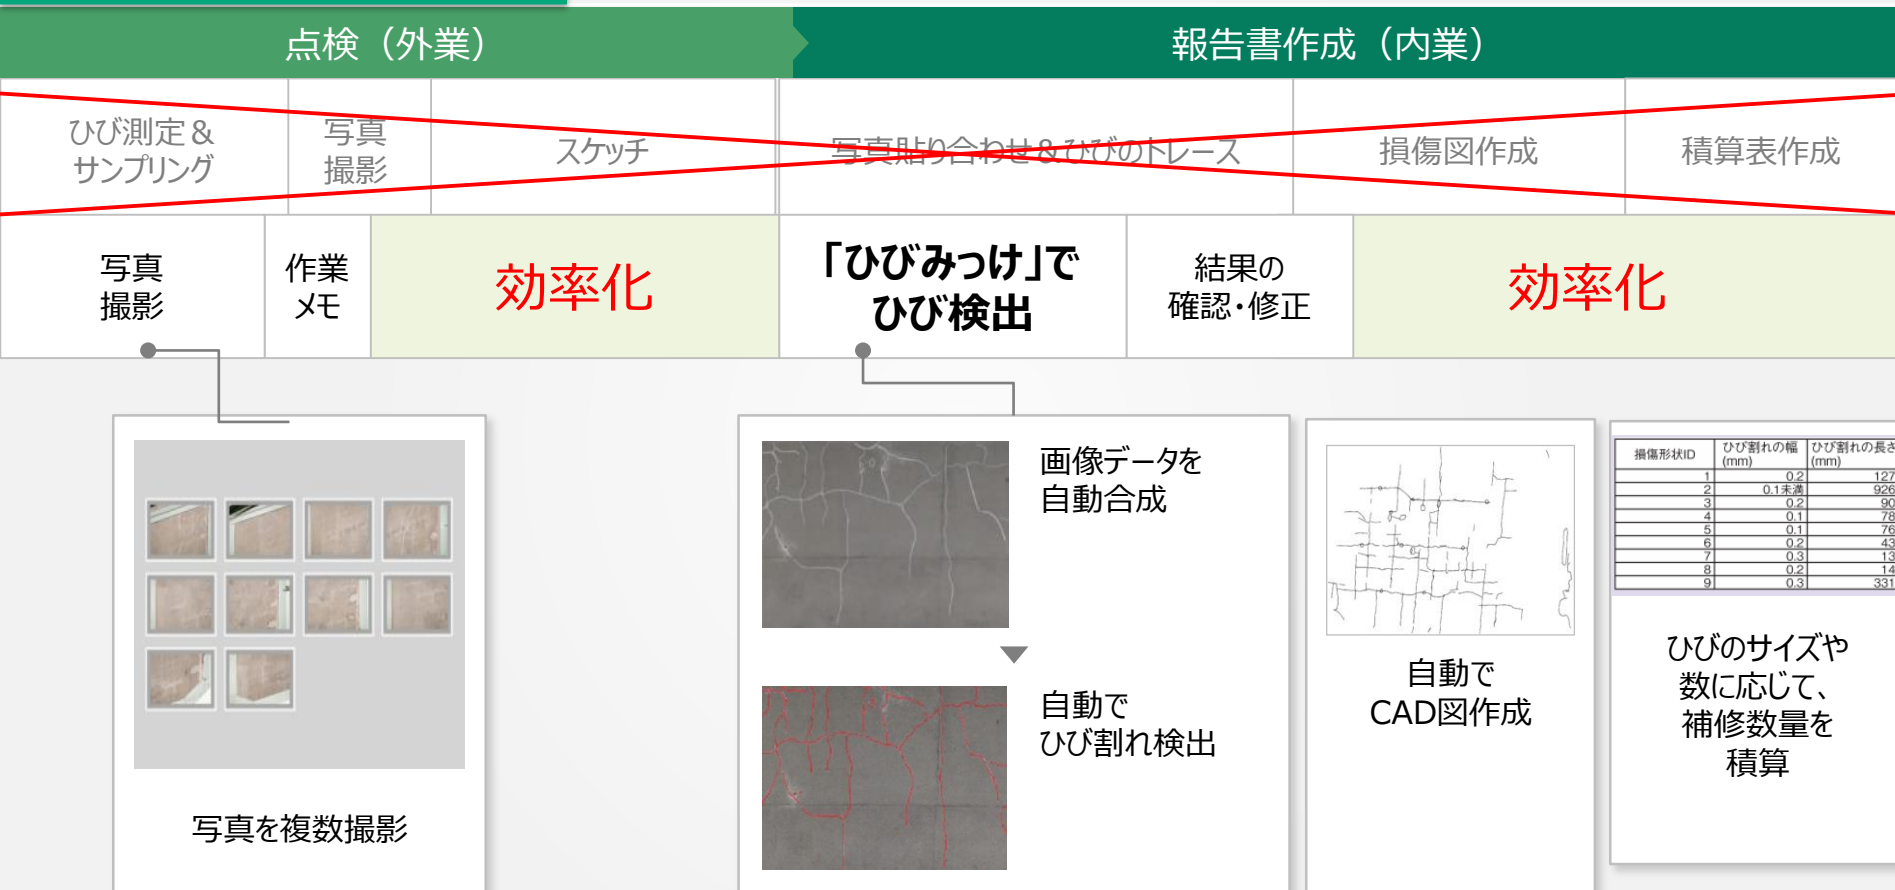 点検（外業）
報告書作成（内業）
ひび測定＆
サンプリング
写真
撮影
スケッチ
写真貼り合わせ＆ひびのトレース
損傷図作成
積算表作成
写真
撮影
作業
メモ
効率化
「ひびみっけ」で
ひび検出
結果の
確認・修正
効率化
写真を複数撮影
画像データを
自動合成
自動で
ひび割れ検出
自動で
CAD図作成
損傷形状ID ひび割れの幅(mm) ひび割れの長さ(mm)
1 0.2 127
2 0.1未満 926
3 0.2 90
4 0.1 78
5 0.1 76
6 0.2 43
7 0.3 13
8 0.2 14
9 0.3 331
ひびのサイズや
数に応じて、
補修数量を
積算